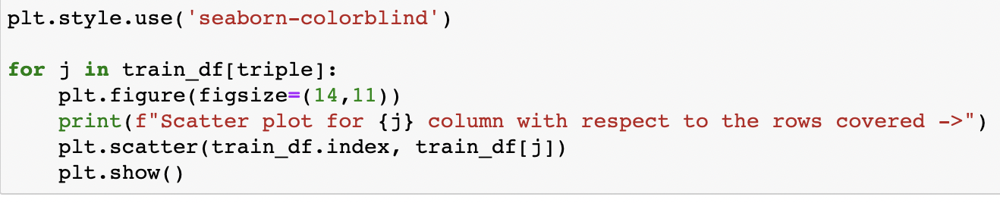 plt.style.use('seaborn-colorblind')
for j in train_df[triple]:
    plt.figure(figsize=(14,11))
    print(f"Scatter plot for {j} column with respect to the rows covered ->")
    plt.scatter(train_df.index, train_df[j])
    plt.show()